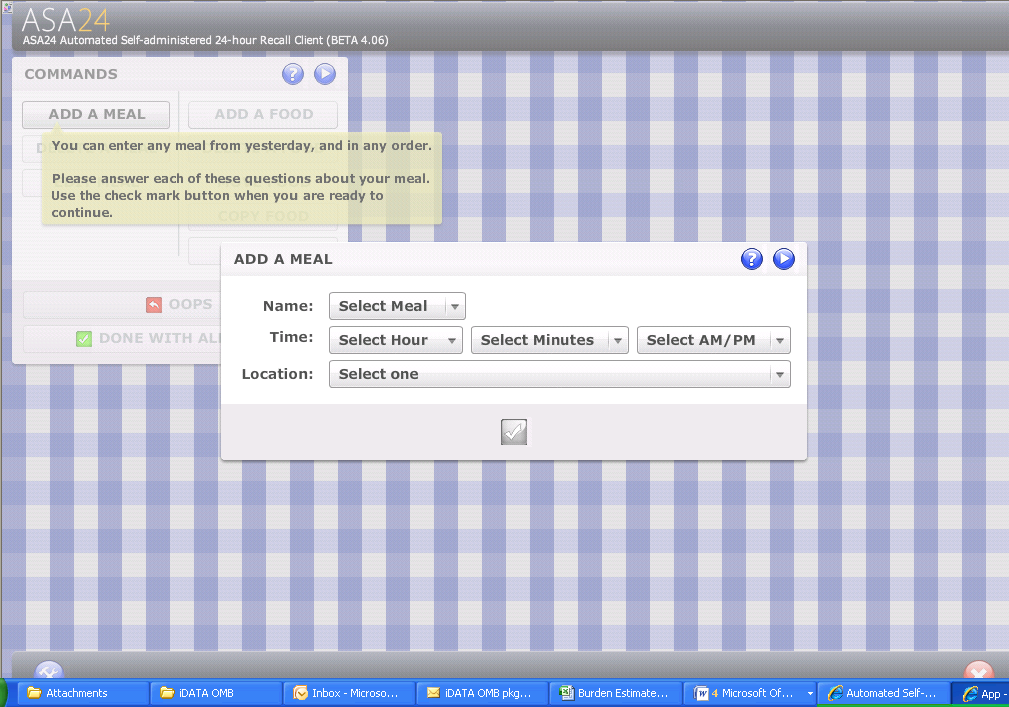 ASA24
ASA24 Automated Self-administered 24-hour Recall Client (BETA 4.06)
COMMANDS
?
ADD A MEAL
ADD A FOOD
You can enter any meal from yesterday, and in any order.
Please answer each of these questions about your meal.
Use the check mark button when you are ready to
continue.
COPY FOOD
OOPS
DONE WITH ALL
ADD A MEAL
?
Name: Select Meal
Time: Select Hour Select Minutes Select AM/PM
Location: Select one
Attachments iDATA OMB Inbox - Microso... iDATA OMB pkg... Burden Estimate... 4 Microsoft Of... Automated Self-... App -